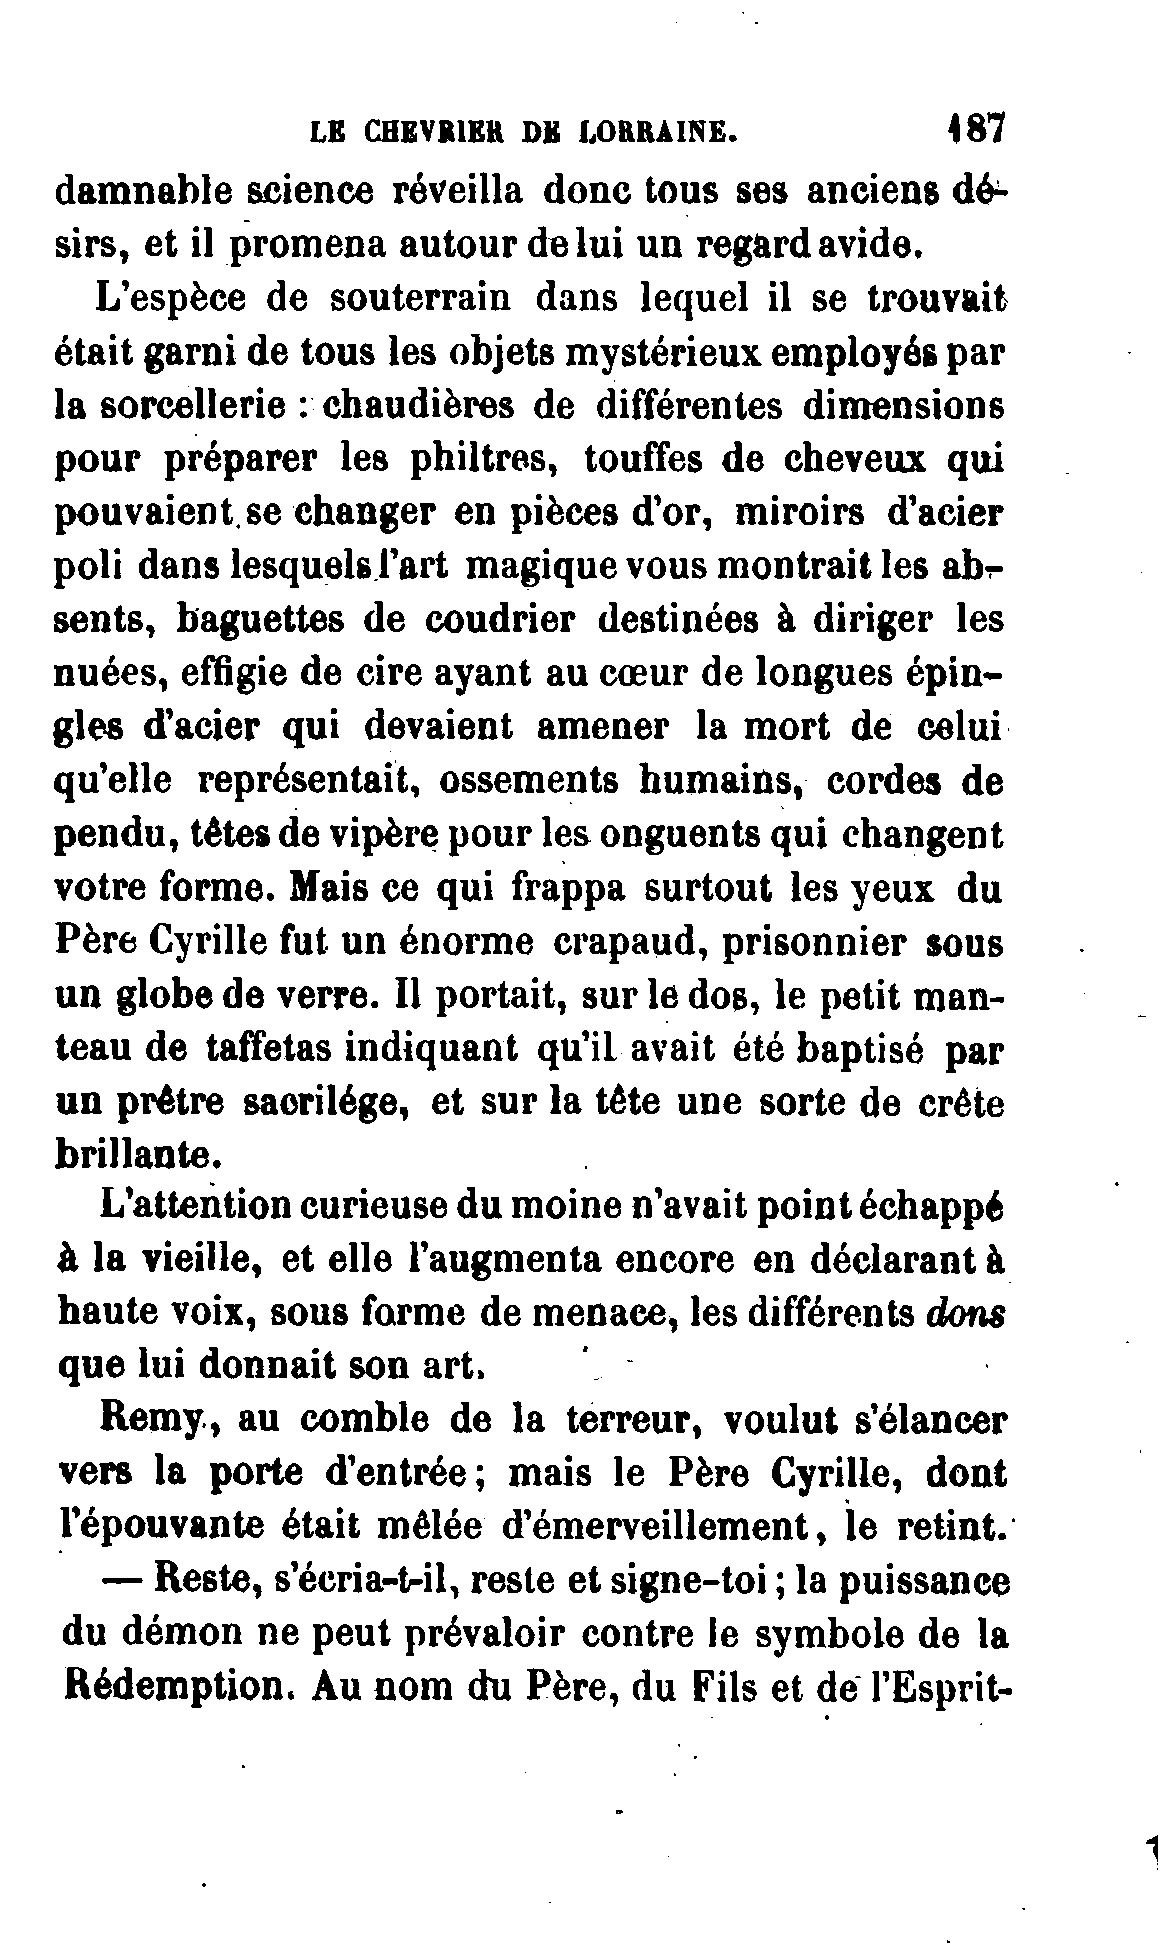 LE CHEVRIER DE LORRAINE. 187
damnable science réveilla donc tous ses anciens dé-
sirs, et il promena autour de lui un regard avide.
L'espèce de souterrain dans lequel il se trouvait
était garni de tous les objets mystérieux employés par
la sorcellerie : chaudières de différentes dimensions
pour préparer les philtres, touffes de cheveux qui
pouvaient se changer en pièces d'or, miroirs d'acier
poli dans lesquels l'art magique vous montrait les ab-
sents, baguettes de coudrier destinées à diriger les
nuées, effigie de cire ayant au cœur de longues épin-
gles d'acier qui devaient amener la mort de celui
qu'elle représentait, ossements humains, cordes de
pendu, têtes de vipère pour les onguents qui changent
votre forme. Mais ce qui frappa surtout les yeux du
Père Cyrille fut un énorme crapaud, prisonnier sous
un globe de verre. Il portait, sur le dos, le petit man-
teau de taffetas indiquant qu'il avait été baptisé par
un prêtre sacrilége, et sur la tête une sorte de crête
brillante.
L'attention curieuse du moine n'avait point échappé
à la vieille, et elle l'augmenta encore en déclarant à
haute voix, sous forme de menace, les différents dons
que lui donnait son art.
Remy, au comble de la terreur, voulut s'élancer
vers la porte d'entrée ; mais le Père Cyrille, dont
l'épouvante était mêlée d'émerveillement, le retint.
— Reste, s'écria-t-il, reste et signe-toi ; la puissance
du démon ne peut prévaloir contre le symbole de la
Rédemption. Au nom du Père, du Fils et de l'Esprit-